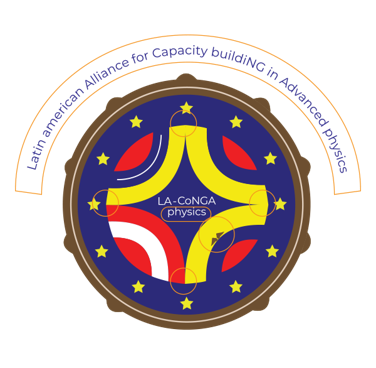 Latin american Alliance for Capacity buildiNG in Advanced physics
LA-CoNGA
physics